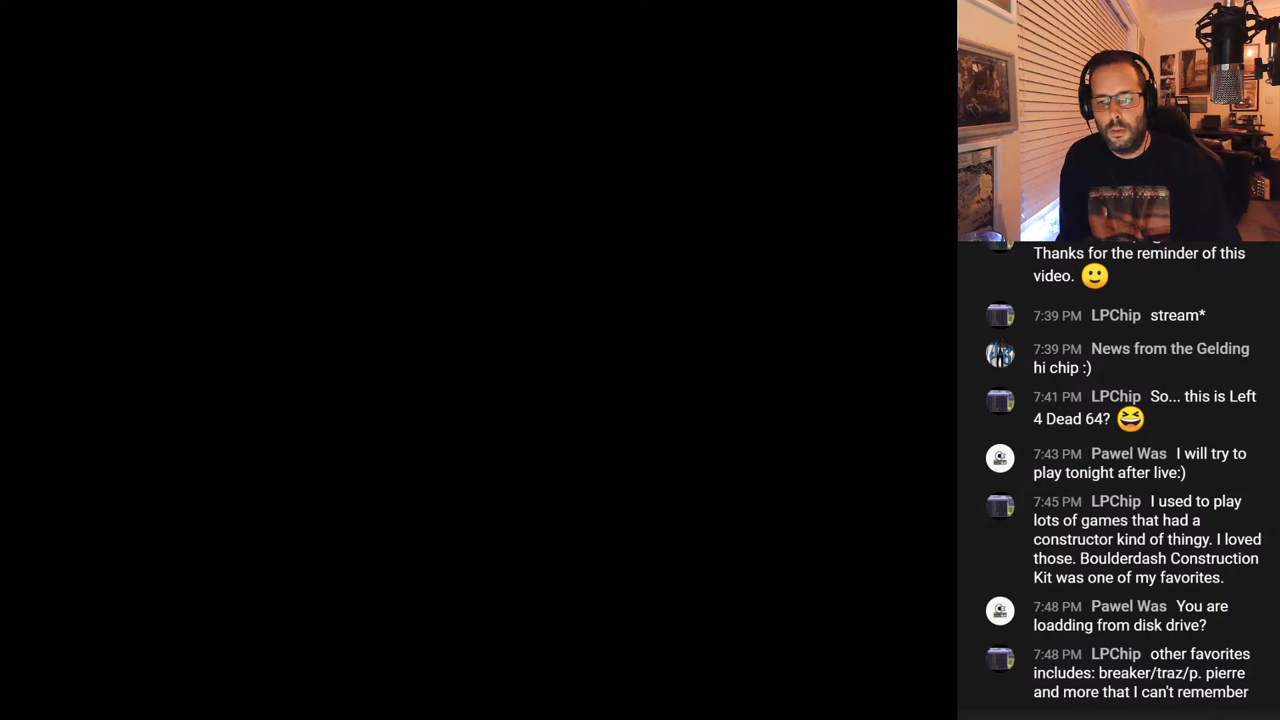 Thanks for the reminder of this
video. 🙂
7:39 PM LPChip stream*
7:39 PM News from the Gelding
hi chip :)
7:41 PM LPChip So... this is Left
4 Dead 64? 😆
7:43 PM Pawel Was I will try to
play tonight after live:)
7:45 PM LPChip I used to play
lots of games that had a
constructor kind of thingy. I loved
those. Boulderdash Construction
Kit was one of my favorites.
7:48 PM Pawel Was You are
loadding from disk drive?
7:48 PM LPChip other favorites
includes: breaker/traz/p. pierre
and more that I can't remember